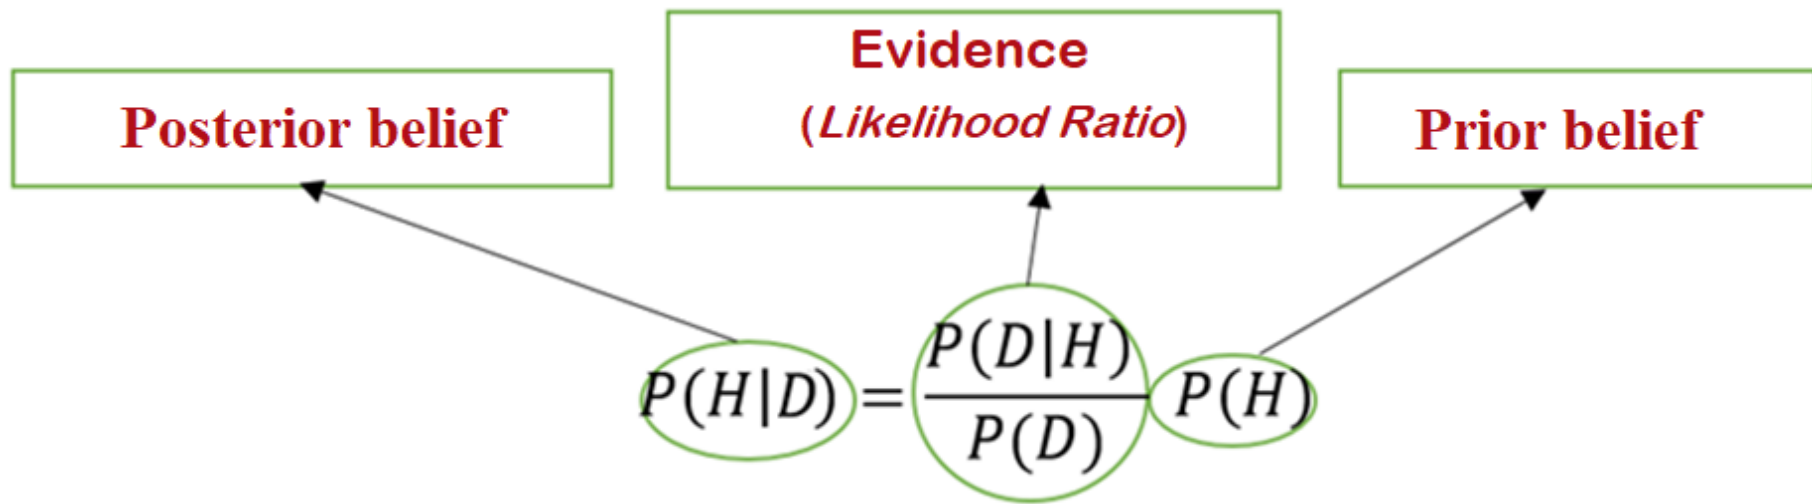 Evidence
(Likelihood Ratio)
Posterior belief
Prior belief
P(H|D) = P(D|H) / P(D) P(H)